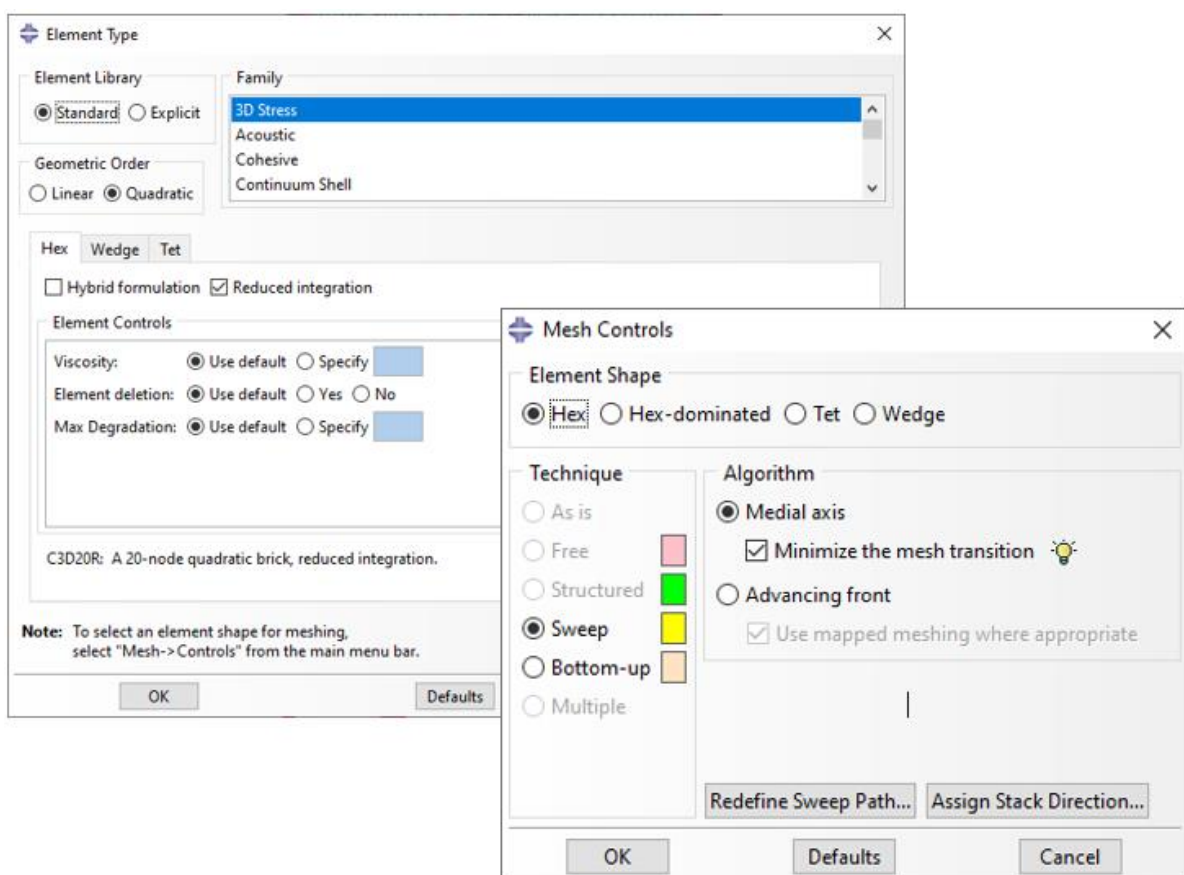 Element Type
Element Library
Standard Explicit
Family
3D Stress
Acoustic
Cohesive
Continuum Shell
Geometric Order
Linear Quadratic
Hex Wedge Tet
Hybrid formulation Reduced integration
Element Controls
Viscosity: Use default Specify
Element deletion: Use default Yes No
Max Degradation: Use default Specify
C3D20R: A 20-node quadratic brick, reduced integration.
Note: To select an element shape for meshing,
select "Mesh->Controls" from the main menu bar.
OK Defaults
Mesh Controls
Element Shape
Hex Hex-dominated Tet Wedge
Technique
As is
Free
Structured
Sweep
Bottom-up
Multiple
Algorithm
Medial axis
Minimize the mesh transition
Advancing front
Use mapped meshing where appropriate
Redefine Sweep Path... Assign Stack Direction...
OK Defaults Cancel